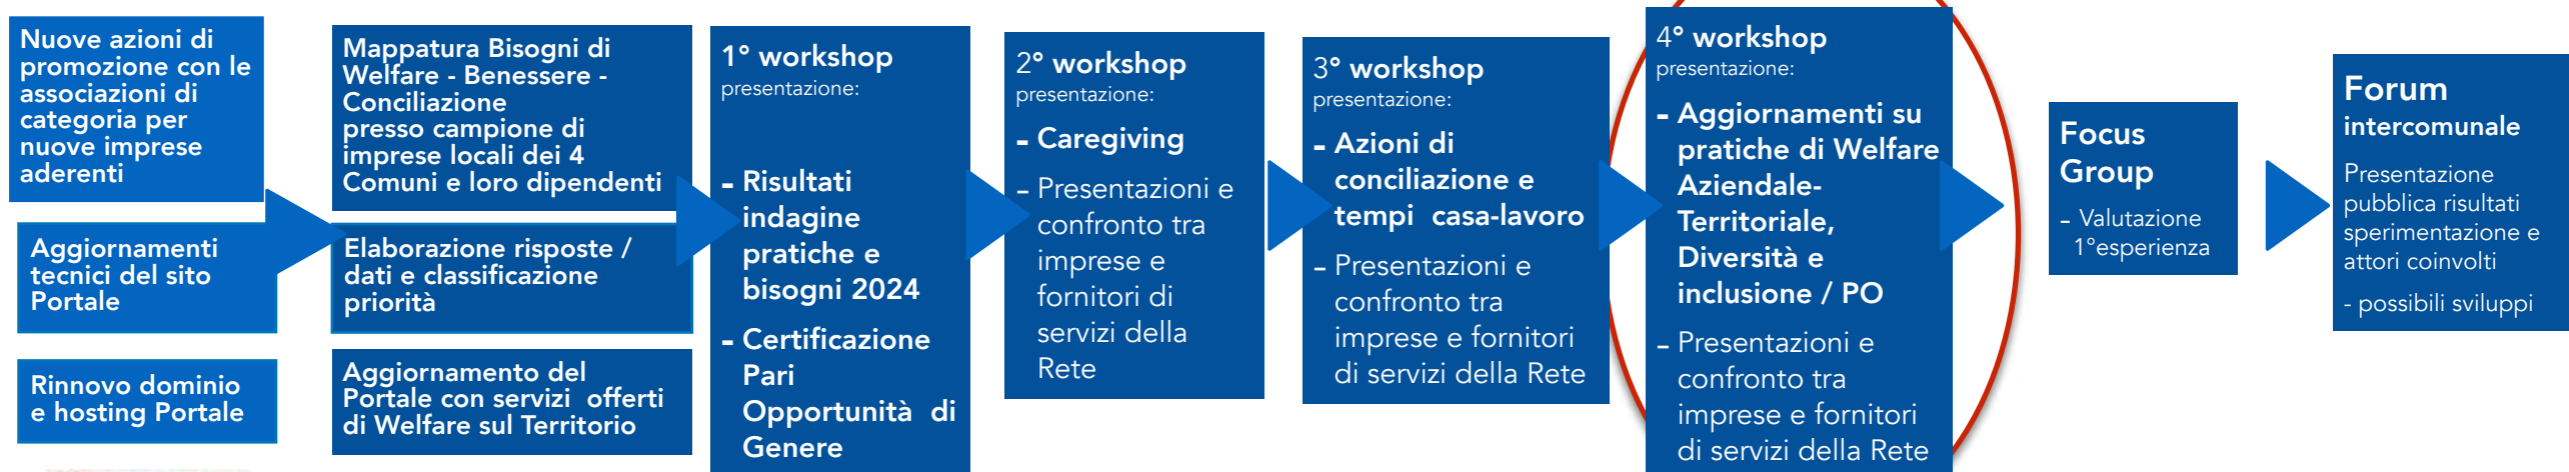 Nuove azioni di
promozione con le
associazioni di
categoria per
nuove imprese
aderenti
Aggiornamenti
tecnici del sito
Portale
Rinnovo dominio
e hosting Portale
Mappatura Bisogni di
Welfare - Benessere -
Conciliazione
presso campione di
imprese locali dei 4
Comuni e loro dipendenti
Elaborazione risposte /
dati e classificazione
priorità
Aggiornamento del
Portale con servizi offerti
di Welfare sul Territorio
1° workshop
presentazione:
- Risultati
indagine
pratiche e
bisogni 2024
- Certificazione
Pari
Opportunità di
Genere
2° workshop
presentazione:
- Caregiving
- Presentazioni e
confronto tra
imprese e
fornitori di
servizi della
Rete
3° workshop
presentazione:
- Azioni di
conciliazione e
tempi casa-lavoro
- Presentazioni e
confronto tra
imprese e fornitori
di servizi della Rete
4° workshop
presentazione:
- Aggiornamenti su
pratiche di Welfare
Aziendale-
Territoriale,
Diversità e
inclusione / PO
- Presentazioni e
confronto tra
imprese e fornitori
di servizi della Rete
Focus
Group
- Valutazione
1°esperienza
Forum
intercomunale
Presentazione
pubblica risultati
sperimentazione e
attori coinvolti
- possibili sviluppi